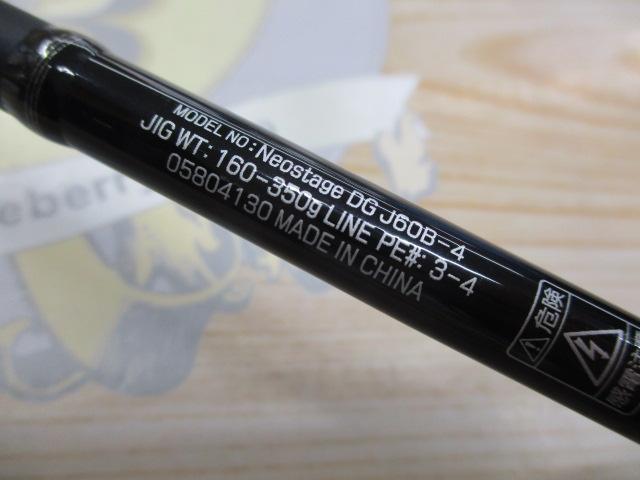 MODEL NO: Neostage DG J60B-4
JIG WT: 160-350g LINE PE#: 3-4
05804130 MADE IN CHINA
危険